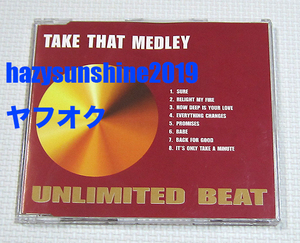 TAKE THAT MEDLEY
hazysunshine2019
ヤフオク
1. SURE
2. RELIGHT MY FIRE
3. HOW DEEP IS YOUR LOVE
4. EVERYTHING CHANGES
5. PROMISES
6. BABE
7. BACK FOR GOOD
8. IT'S ONLY TAKE A MINUTE
UNLIMITED BEAT